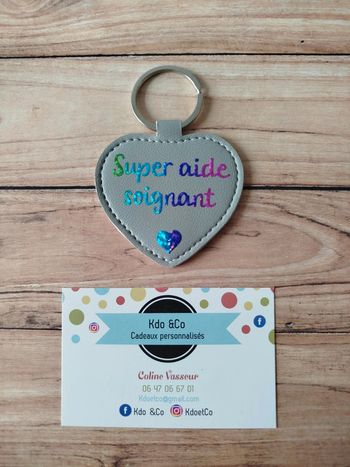 Super aide
soignant
Kdo &Co
Cadeaux personnalisés
Coline Vasseur
06 47 06 67 01
Kdoetco@gmail.com
Kdo &Co KdoetCo